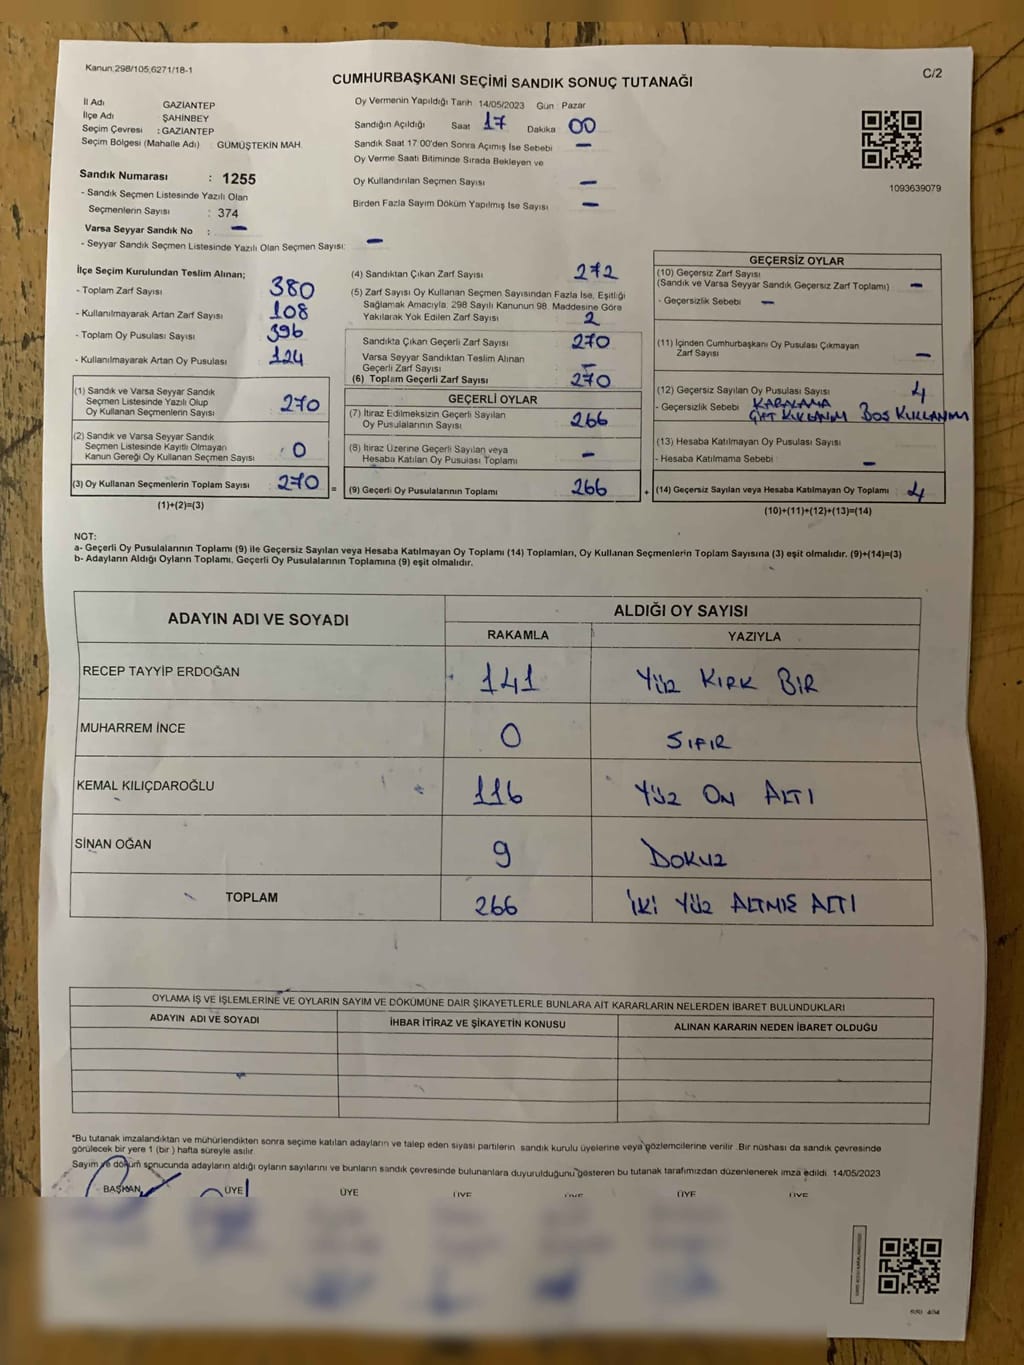 Kanun;298/105;6271/18-1
C/2
CUMHURBAŞKANI SEÇİMİ SANDIK SONUÇ TUTANAĞI
İl Adı GAZİANTEP
İlçe Adı : ŞAHİNBEY
Seçim Çevresi : GAZİANTEP
Seçim Bölgesi (Mahalle Adı) : GÜMÜŞTEKİN MAH.
Sandık Numarası : 1255
- Sandık Seçmen Listesinde Yazılı Olan
Seçmenlerin Sayısı : 374
Varsa Seyyar Sandık No : –
- Seyyar Sandık Seçmen Listesinde Yazılı Olan Seçmen Sayısı: –
Oy Vermenin Yapıldığı Tarih 14/05/2023 Gün : Pazar
Sandığın Açıldığı Saat 17 Dakika 00
Sandık Saat 17 00'den Sonra Açımış İse Sebebi –
Oy Verme Saati Bitiminde Sırada Bekleyen ve
Oy Kullandırılan Seçmen Sayısı –
Birden Fazla Sayım Döküm Yapılmış İse Sayısı –
1093639079
İlçe Seçim Kurulundan Teslim Alınan;
- Toplam Zarf Sayısı 380
- Kullanılmayarak Artan Zarf Sayısı 108
- Toplam Oy Pusulası Sayısı 396
- Kullanılmayarak Artan Oy Pusulası 124
(1) Sandık ve Varsa Seyyar Sandık
Seçmen Listesinde Yazılı Olup
Oy Kullanan Seçmenlerin Sayısı 270
(2) Sandık ve Varsa Seyyar Sandık
Seçmen Listesinde Kayıtlı Olmayan
Kanun Gereği Oy Kullanan Seçmen Sayısı 0
(3) Oy Kullanan Seçmenlerin Toplam Sayısı 270 =
(1)+(2)=(3)
(4) Sandıktan Çıkan Zarf Sayısı 272
(5) Zarf Sayısı Oy Kullanan Seçmen Sayısından Fazla İse, Eşitliği
Sağlamak Amacıyla, 298 Sayılı Kanunun 98. Maddesine Göre
Yakılarak Yok Edilen Zarf Sayısı 2
Sandıkta Çıkan Geçerli Zarf Sayısı 270
Varsa Seyyar Sandıktan Teslim Alınan
Geçerli Zarf Sayısı –
(6) Toplam Geçerli Zarf Sayısı 270
GEÇERLİ OYLAR
(7) İtiraz Edilmeksizin Geçerli Sayılan
Oy Pusulalarının Sayısı 266
(8) İtiraz Üzerine Geçerli Sayılan veya
Hesaba Katılan Oy Pusulası Toplamı –
(9) Geçerli Oy Pusulalarının Toplamı 266 +
GEÇERSİZ OYLAR
(10) Geçersiz Zarf Sayısı
(Sandık ve Varsa Seyyar Sandık Geçersiz Zarf Toplamı) –
- Geçersizlik Sebebi –
(11) İçinden Cumhurbaşkanı Oy Pusulası Çıkmayan
Zarf Sayısı –
(12) Geçersiz Sayılan Oy Pusulası Sayısı 4
- Geçersizlik Sebebi KARALAMA
BOŞ KULLANIM
(13) Hesaba Katılmayan Oy Pusulası Sayısı
- Hesaba Katılmama Sebebi –
(14) Geçersiz Sayılan veya Hesaba Katılmayan Oy Toplamı 4
(10)+(11)+(12)+(13)=(14)
NOT:
a- Geçerli Oy Pusulalarının Toplamı (9) ile Geçersiz Sayılan veya Hesaba Katılmayan Oy Toplamı (14) Toplamları, Oy Kullanan Seçmenlerin Toplam Sayısına (3) eşit olmalıdır. (9)+(14)=(3)
b- Adayların Aldığı Oyların Toplamı, Geçerli Oy Pusulalarının Toplamına (9) eşit olmalıdır.
ADAYIN ADI VE SOYADI ALDIĞI OY SAYISI
RAKAMLA YAZIYLA
RECEP TAYYİP ERDOĞAN 141 YÜZ KIRK BİR
MUHARREM İNCE 0 SIFIR
KEMAL KILIÇDAROĞLU 116 YÜZ ON ALTI
SİNAN OĞAN 9 DOKUZ
TOPLAM 266 İKİ YÜZ ALTMIŞ ALTI
OYLAMA İŞ VE İŞLEMLERİNE VE OYLARIN SAYIM VE DÖKÜMÜNE DAİR ŞİKAYETLERLE BUNLARA AİT KARARLARIN NELERDEN İBARET BULUNDUKLARI
ADAYIN ADI VE SOYADI İHBAR İTİRAZ VE ŞİKAYETİN KONUSU ALINAN KARARIN NEDEN İBARET OLDUĞU
*Bu tutanak imzalandıktan ve mühürlendikten sonra seçime katılan adayların ve talep eden siyasi partilerin sandık kurulu üyelerine veya gözlemcilerine verilir .Bir nüshası da sandık çevresinde
görülecek bir yere 1 (bir ) hafta süreyle asılır.
Sayım ve döküm sonucunda adayların aldığı oyların sayılarını ve bunların sandık çevresinde bulunanlara duyurulduğunu gösteren bu tutanak tarafımızdan düzenlenerek imza edildi. 14/05/2023
BAŞKAN ÜYE ÜYE ÜYE ÜYE ÜYE ÜYE